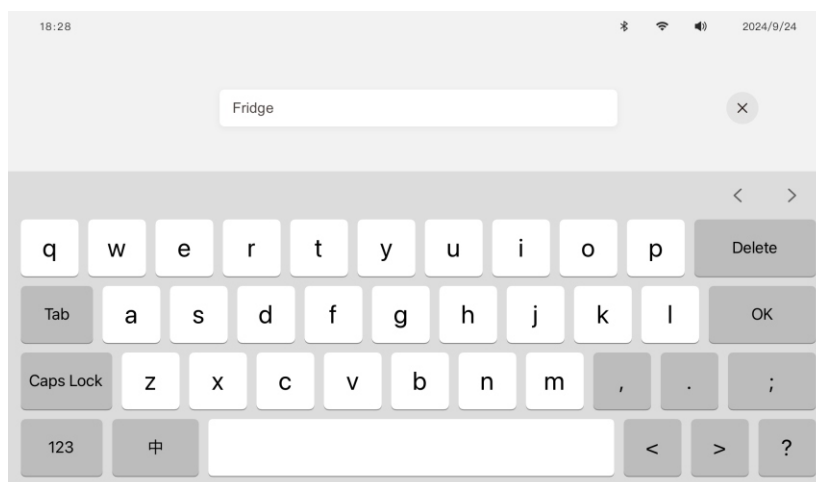 18:28 2024/9/24
Fridge
< >
q w e r t y u i o p Delete
Tab a s d f g h j k l OK
Caps Lock z x c v b n m , . ;
123 中 < > ?